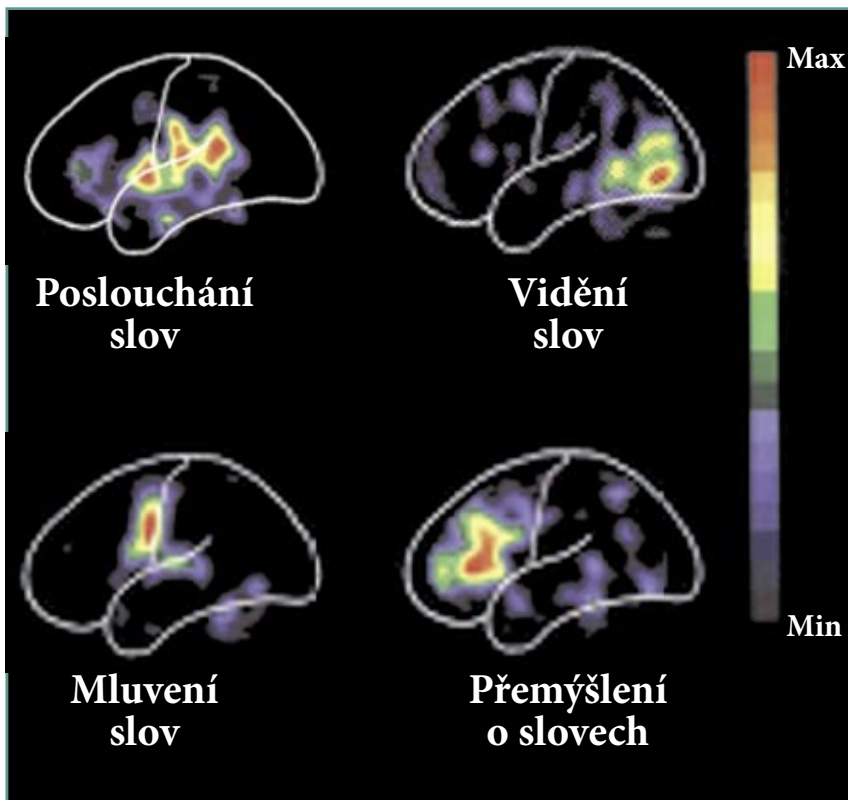 Max
Poslouchání
slov
Vidění
slov
Min
Mluvení
slov
Přemýšlení
o slovech